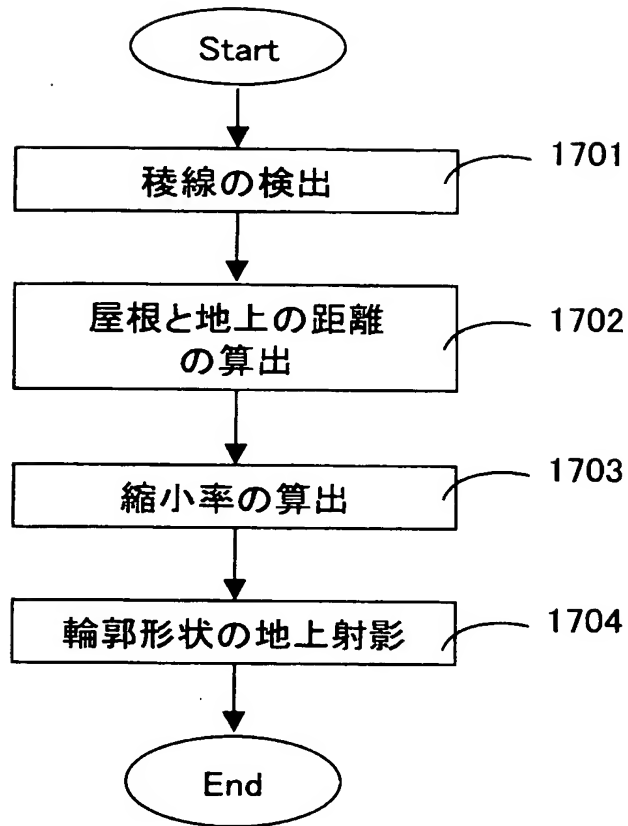 Start
稜線の検出
1701
屋根と地上の距離
の算出
1702
縮小率の算出
1703
輪郭形状の地上射影
1704
End